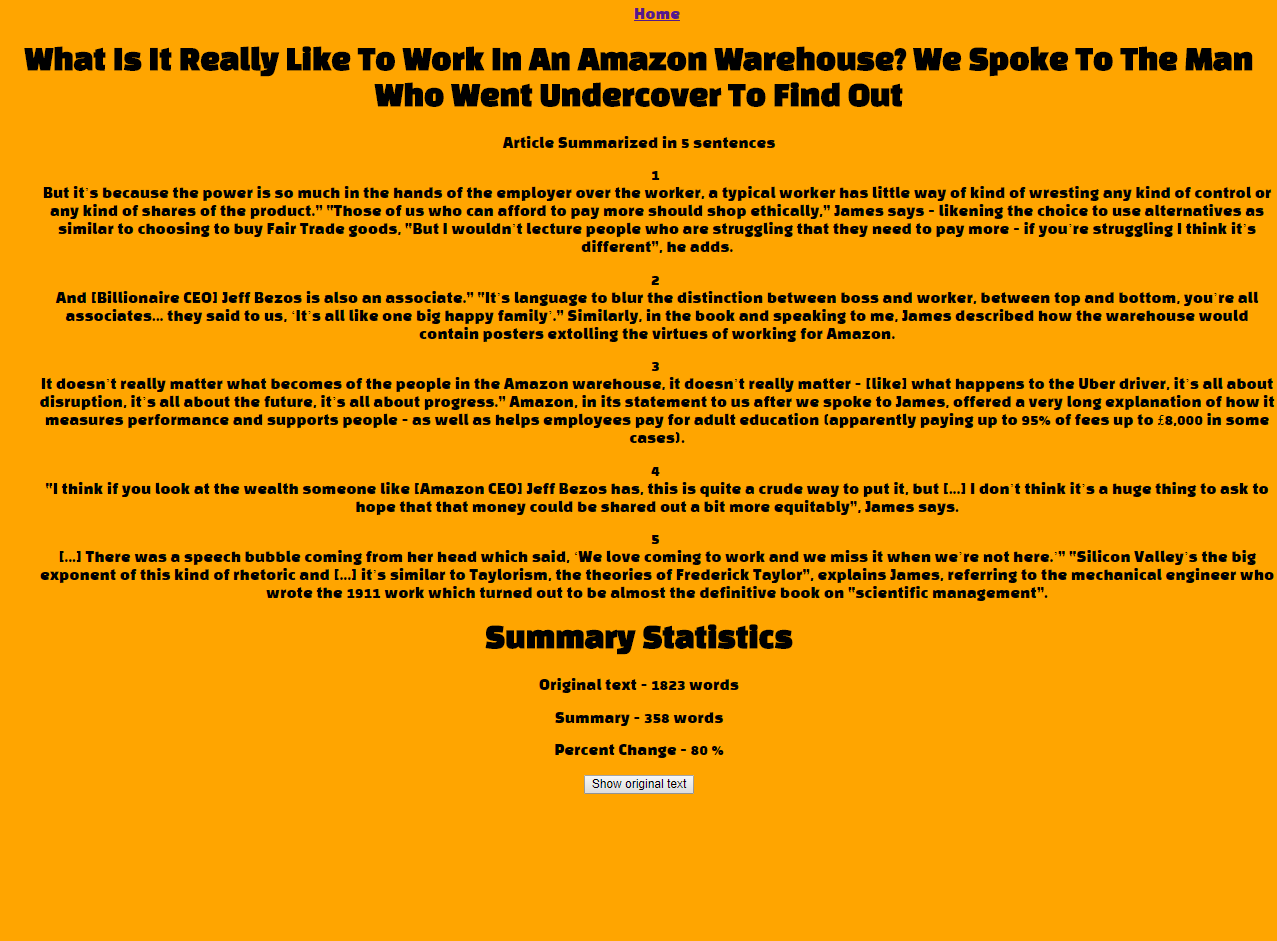 Home
What Is It Really Like To Work In An Amazon Warehouse? We Spoke To The Man
Who Went Undercover To Find Out
Article Summarized in 5 sentences
1
But it's because the power is so much in the hands of the employer over the worker, a typical worker has little way of kind of wresting any kind of control or
any kind of shares of the product.” "Those of us who can afford to pay more should shop ethically,” James says - likening the choice to use alternatives as
similar to choosing to buy Fair Trade goods, "But I wouldn't lecture people who are struggling that they need to pay more - if you're struggling I think it's
different”, he adds.
2
And [Billionaire CEO] Jeff Bezos is also an associate.” "It's language to blur the distinction between boss and worker, between top and bottom, you're all
associates... they said to us, ‘It's all like one big happy family’.” Similarly, in the book and speaking to me, James described how the warehouse would
contain posters extolling the virtues of working for Amazon.
3
It doesn't really matter what becomes of the people in the Amazon warehouse, it doesn't really matter - [like] what happens to the Uber driver, it's all about
disruption, it's all about the future, it's all about progress.” Amazon, in its statement to us after we spoke to James, offered a very long explanation of how it
measures performance and supports people - as well as helps employees pay for adult education (apparently paying up to 95% of fees up to £8,000 in some
cases).
4
"I think if you look at the wealth someone like [Amazon CEO] Jeff Bezos has, this is quite a crude way to put it, but [...] I don't think it's a huge thing to ask to
hope that that money could be shared out a bit more equitably”, James says.
5
[...] There was a speech bubble coming from her head which said, ‘We love coming to work and we miss it when we're not here.’” "Silicon Valley's the big
exponent of this kind of rhetoric and [...] it's similar to Taylorism, the theories of Frederick Taylor”, explains James, referring to the mechanical engineer who
wrote the 1911 work which turned out to be almost the definitive book on "scientific management”.
Summary Statistics
Original text - 1823 words
Summary - 358 words
Percent Change - 80 %
Show original text